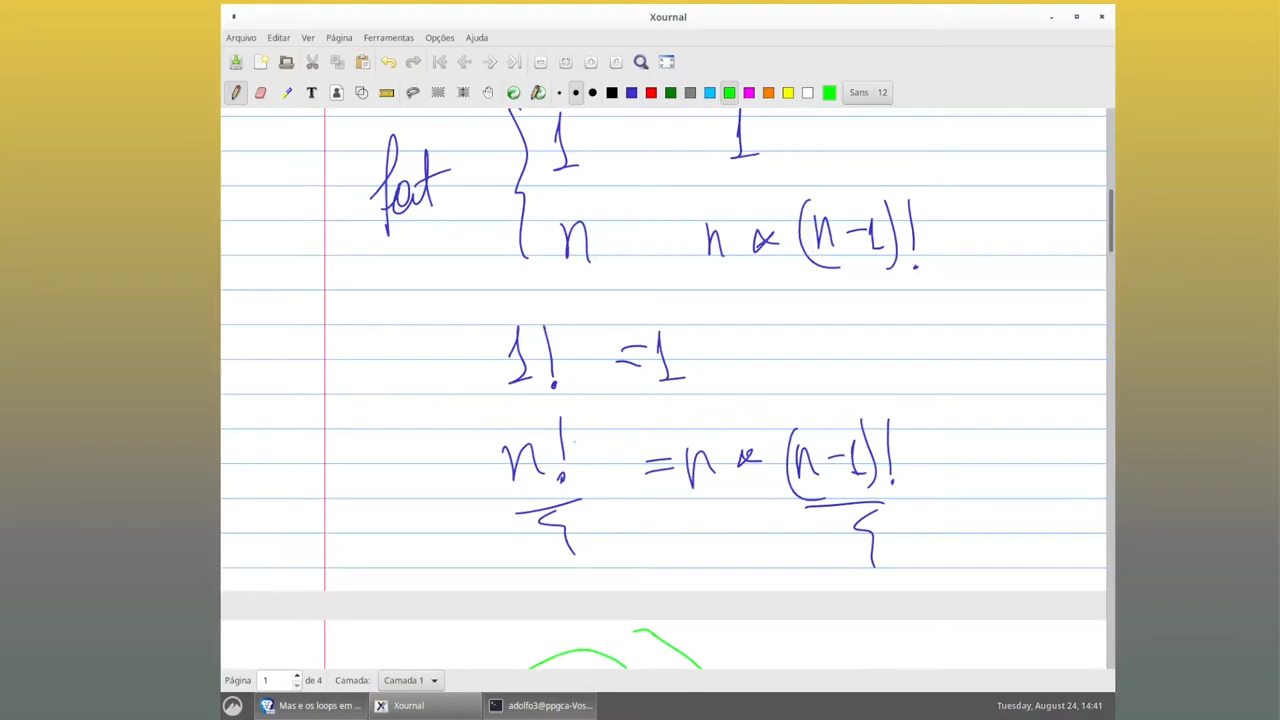 Xournal
Arquivo Editar Ver Página Ferramentas Opções Ajuda
Sans 12
1 1
fat
n n * (n-1)!
1! = 1
n! = n * (n-1)!
Página 1 de 4 Camada: Camada 1
Mas e os loops em ... Xournal adolfo3@ppgca-Vos... Tuesday, August 24, 14:41